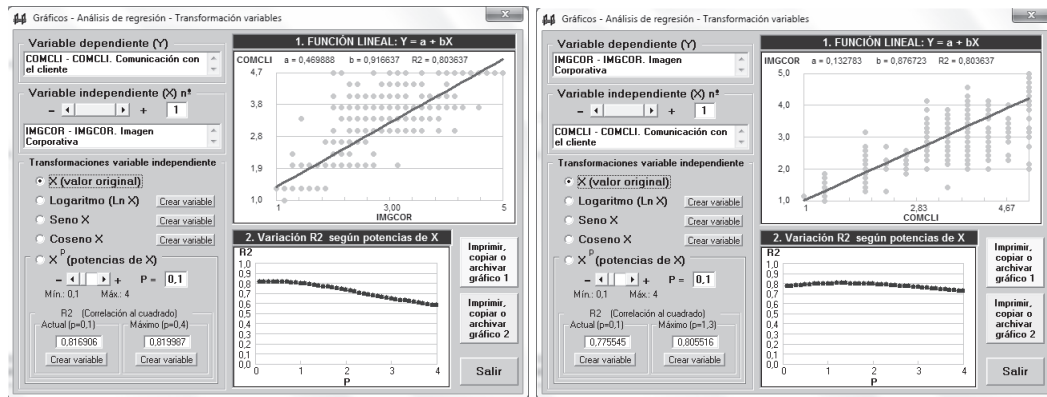 Gráficos - Análisis de regresión - Transformación variables
Variable dependiente (Y)
COMCLI - COMCLI. Comunicación con
el cliente
Variable independiente (X) nº
- + 1
IMGCOR - IMGCOR. Imagen
Corporativa
Transformaciones variable independiente
X (valor original)
Logaritmo (Ln X) Crear variable
Seno X Crear variable
Coseno X Crear variable
X p (potencias de X)
- + P = 0,1
Mín.: 0,1 Máx.: 4
R2 (Correlación al cuadrado)
Actual (p=0,1) Máximo (p=0,4)
0,816906 0,819987
Crear variable Crear variable
1. FUNCIÓN LINEAL: Y = a + bX
COMCLI a = 0,469888 b = 0,916637 R2 = 0,803637
4,7
3,8
2,8
1,9
1,0
1 3,00 5
IMGCOR
2. Variación R2 según potencias de X
R2
1,0
0,9
0,8
0,7
0,6
0,5
0,4
0,3
0,2
0,1
0,0
0 1 2 3 4
P
Imprimir,
copiar o
archivar
gráfico 1
Imprimir,
copiar o
archivar
gráfico 2
Salir
Gráficos - Análisis de regresión - Transformación variables
Variable dependiente (Y)
IMGCOR - IMGCOR. Imagen
Corporativa
Variable independiente (X) nº
- + 1
COMCLI - COMCLI. Comunicación con
el cliente
Transformaciones variable independiente
X (valor original)
Logaritmo (Ln X) Crear variable
Seno X Crear variable
Coseno X Crear variable
X p (potencias de X)
- + P = 0,1
Mín.: 0,1 Máx.: 4
R2 (Correlación al cuadrado)
Actual (p=0,1) Máximo (p=1,3)
0,775545 0,805516
Crear variable Crear variable
1. FUNCIÓN LINEAL: Y = a + bX
IMGCOR a = 0,132783 b = 0,876723 R2 = 0,803637
5,0
4,0
3,0
2,0
1,0
1 2,83 4,67
COMCLI
2. Variación R2 según potencias de X
R2
1,0
0,9
0,8
0,7
0,6
0,5
0,4
0,3
0,2
0,1
0,0
0 1 2 3 4
P
Imprimir,
copiar o
archivar
gráfico 1
Imprimir,
copiar o
archivar
gráfico 2
Salir